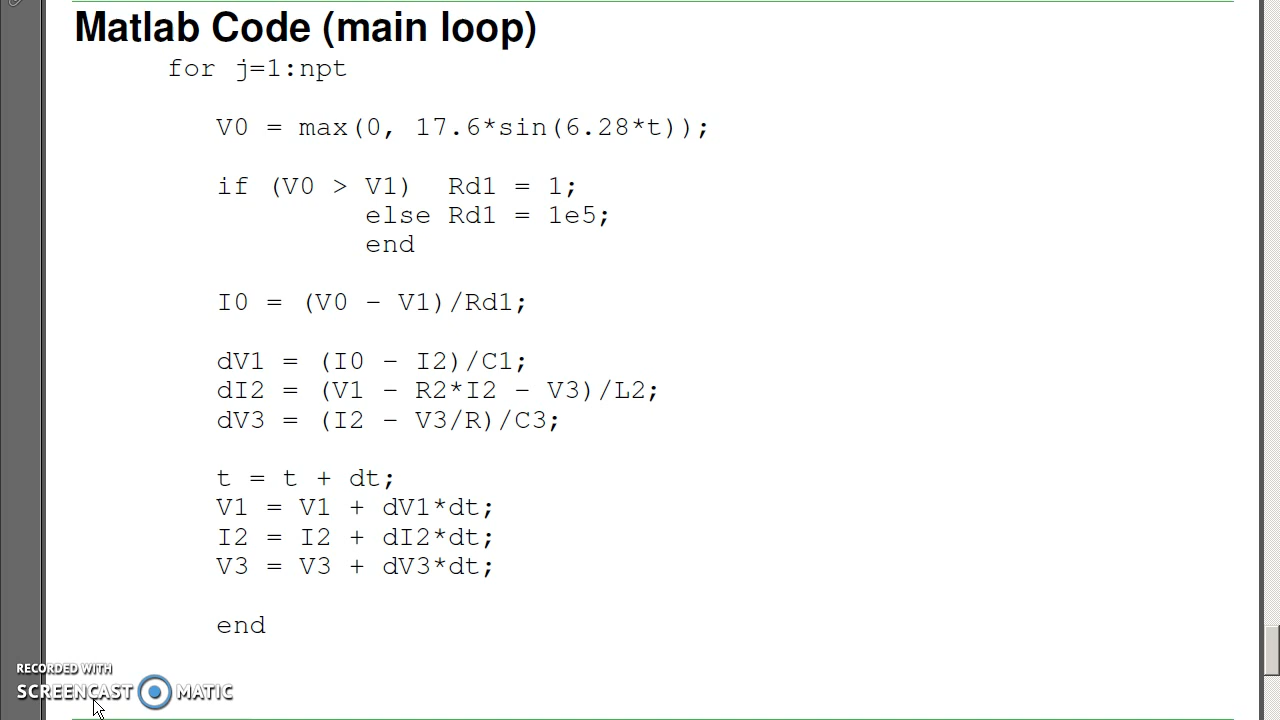 Matlab Code (main loop)
for j=1:npt
V0 = max(0, 17.6*sin(6.28*t));
if (V0 > V1)  Rd1 = 1;
else Rd1 = 1e5;
end
I0 = (V0 - V1)/Rd1;
dV1 = (I0 - I2)/C1;
dI2 = (V1 - R2*I2 - V3)/L2;
dV3 = (I2 - V3/R)/C3;
t = t + dt;
V1 = V1 + dV1*dt;
I2 = I2 + dI2*dt;
V3 = V3 + dV3*dt;
end
RECORDED WITH
SCREENCAST MATIC